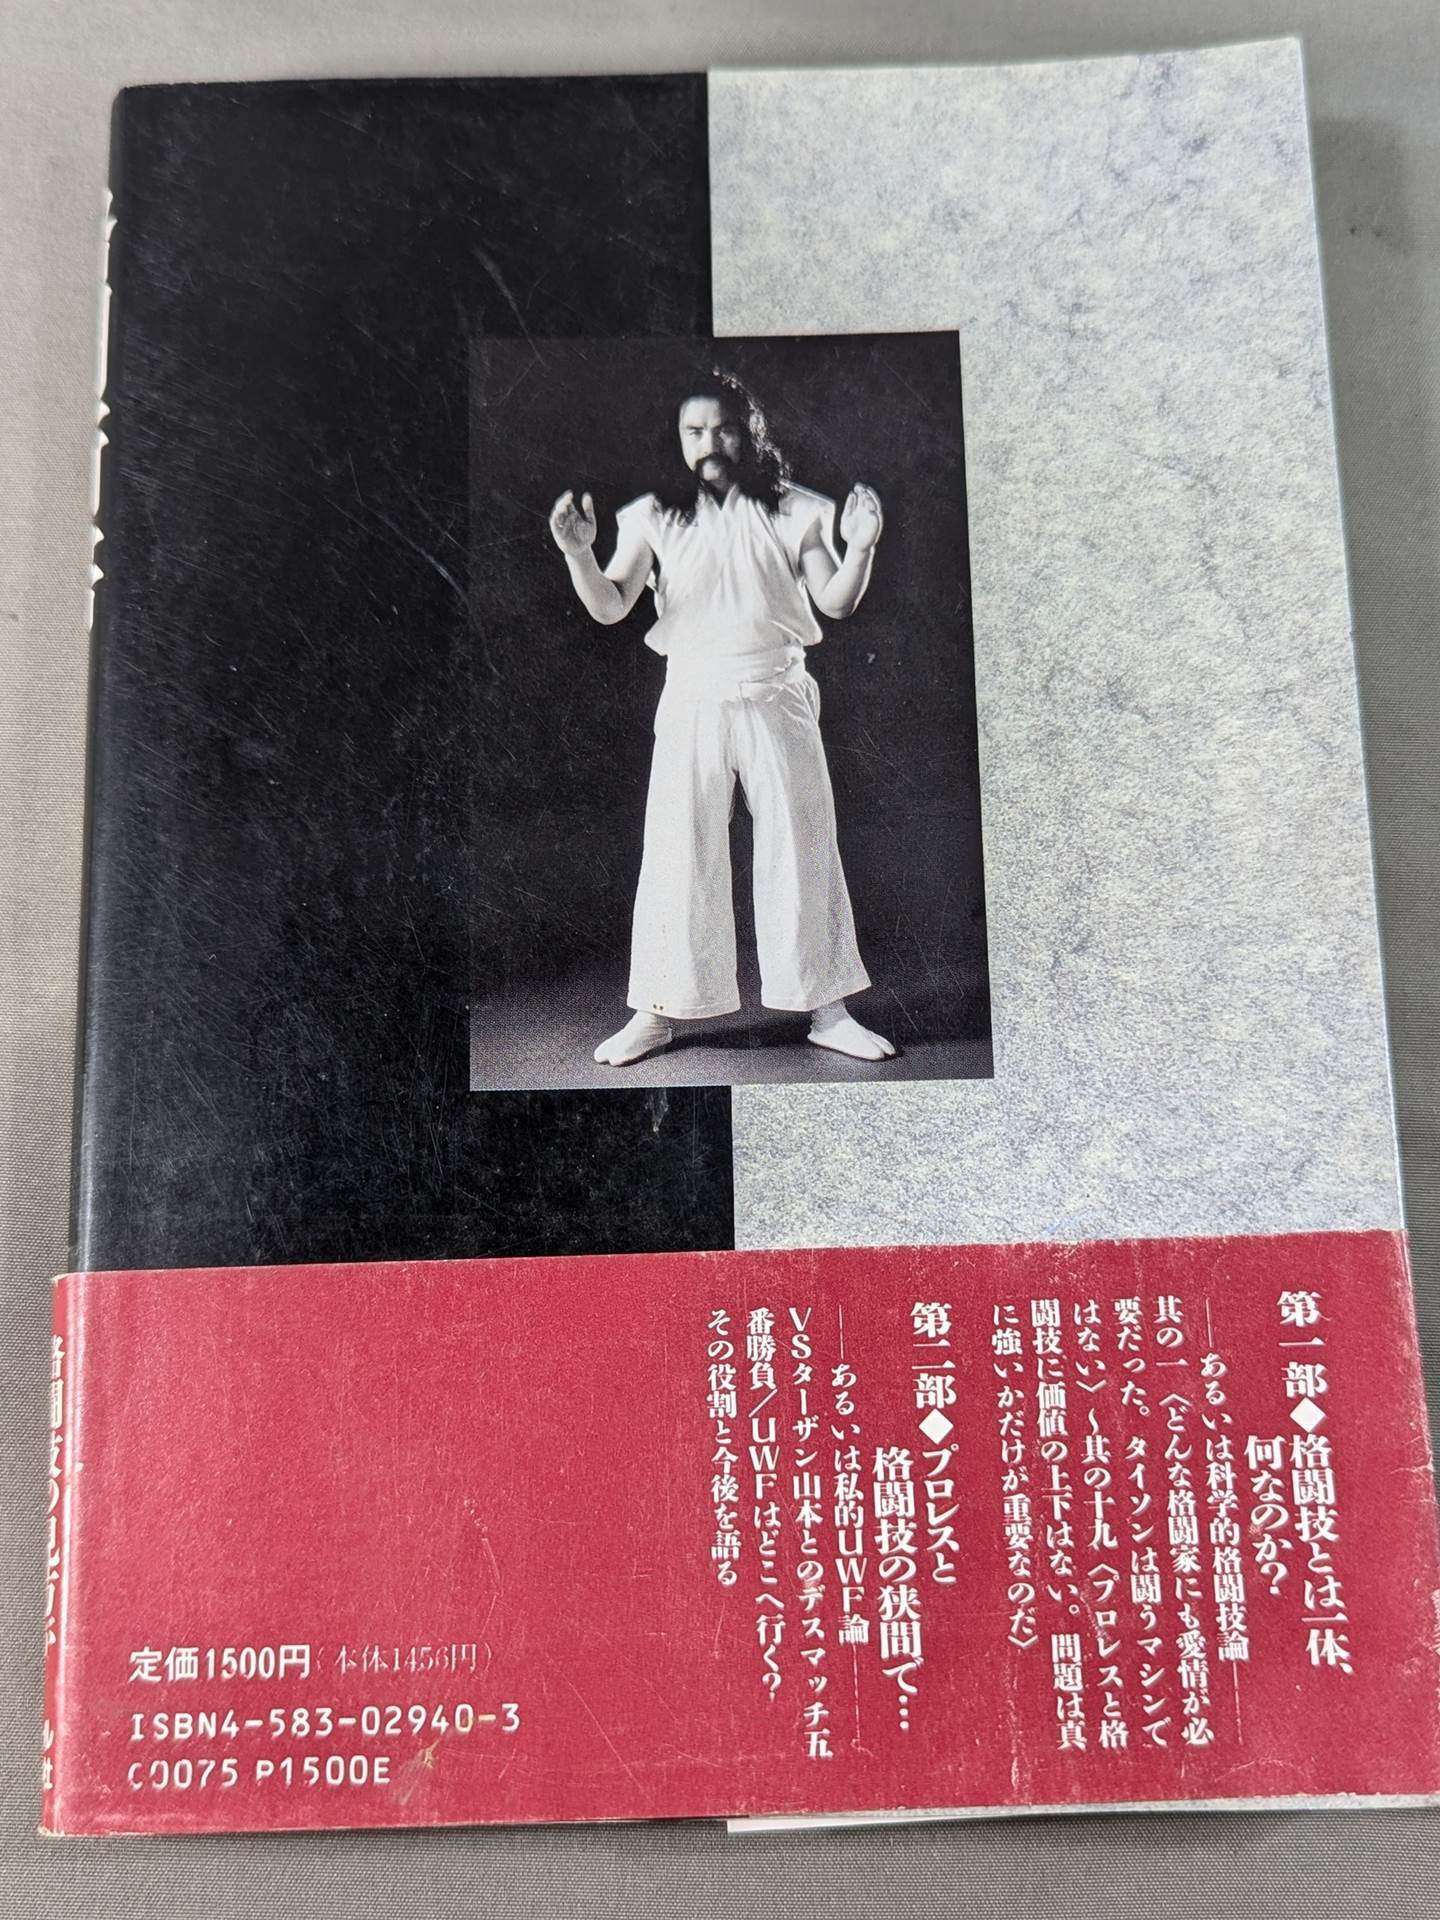 第一部◆格闘技とは一体、
何なのか?
──あるいは科学的格闘技論──
其の一〈どんな格闘家にも愛情が必
要だった。タイソンは闘うマシンで
はない〉～其の十九〈プロレスと格
闘技に価値の上下はない。問題は真
に強いかだけが重要なのだ〉
第二部◆プロレスと
格闘技の狭間で…
──あるいは私的UWF論──
VSターザン山本とのデスマッチ五
番勝負/UWFはどこへ行く?
その役割と今後を語る
定価1500円(本体1456円)
ISBN4-583-02940-3
C0075 P1500E
格闘技の見方